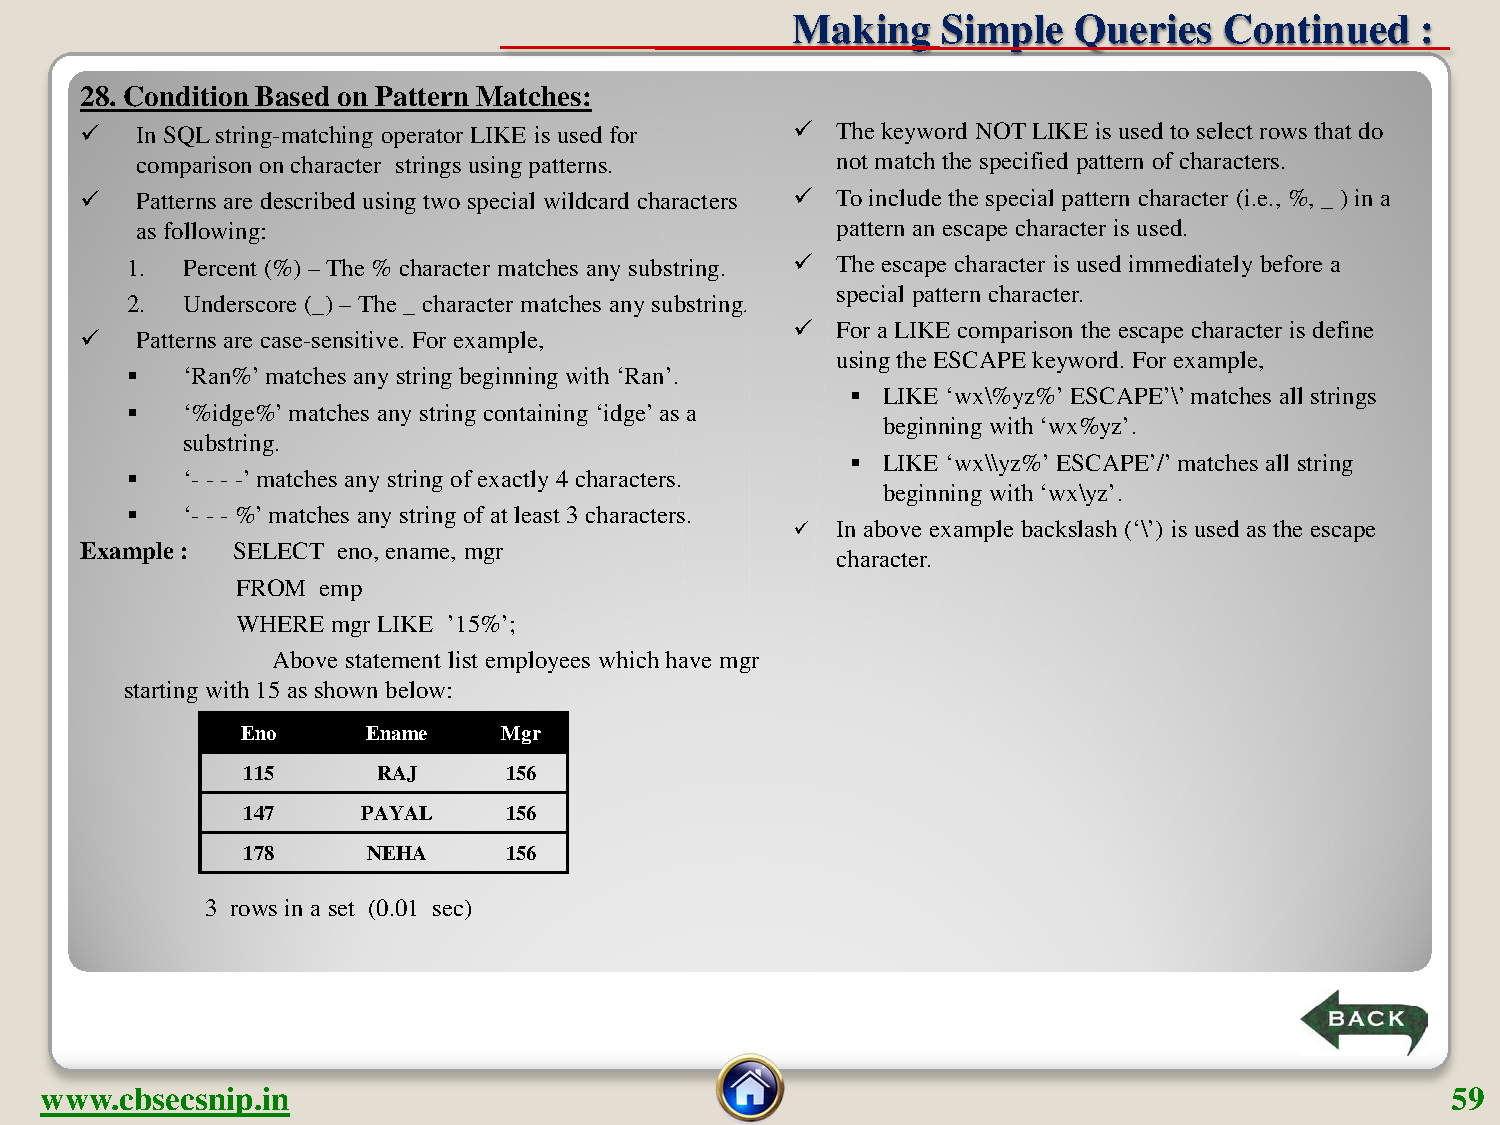 Making Simple Queries Continued :
28. Condition Based on Pattern Matches:
✓ In SQL string-matching operator LIKE is used for
comparison on character strings using patterns.
✓ Patterns are described using two special wildcard characters
as following:
1. Percent (%) – The % character matches any substring.
2. Underscore (_) – The _ character matches any substring.
✓ Patterns are case-sensitive. For example,
▪ ‘Ran%’ matches any string beginning with ‘Ran’.
▪ ‘%idge%’ matches any string containing ‘idge’ as a
substring.
▪ ‘- - - -’ matches any string of exactly 4 characters.
▪ ‘- - - %’ matches any string of at least 3 characters.
Example : SELECT eno, ename, mgr
FROM emp
WHERE mgr LIKE ’15%’;
Above statement list employees which have mgr
starting with 15 as shown below:
Eno Ename Mgr
115 RAJ 156
147 PAYAL 156
178 NEHA 156
3 rows in a set (0.01 sec)
✓ The keyword NOT LIKE is used to select rows that do
not match the specified pattern of characters.
✓ To include the special pattern character (i.e., %, _ ) in a
pattern an escape character is used.
✓ The escape character is used immediately before a
special pattern character.
✓ For a LIKE comparison the escape character is define
using the ESCAPE keyword. For example,
▪ LIKE ‘wx\%yz%’ ESCAPE’\’ matches all strings
beginning with ‘wx%yz’.
▪ LIKE ‘wx\\yz%’ ESCAPE’/’ matches all string
beginning with ‘wx\yz’.
✓ In above example backslash (‘\’) is used as the escape
character.
BACK
www.cbsecsnip.in
59